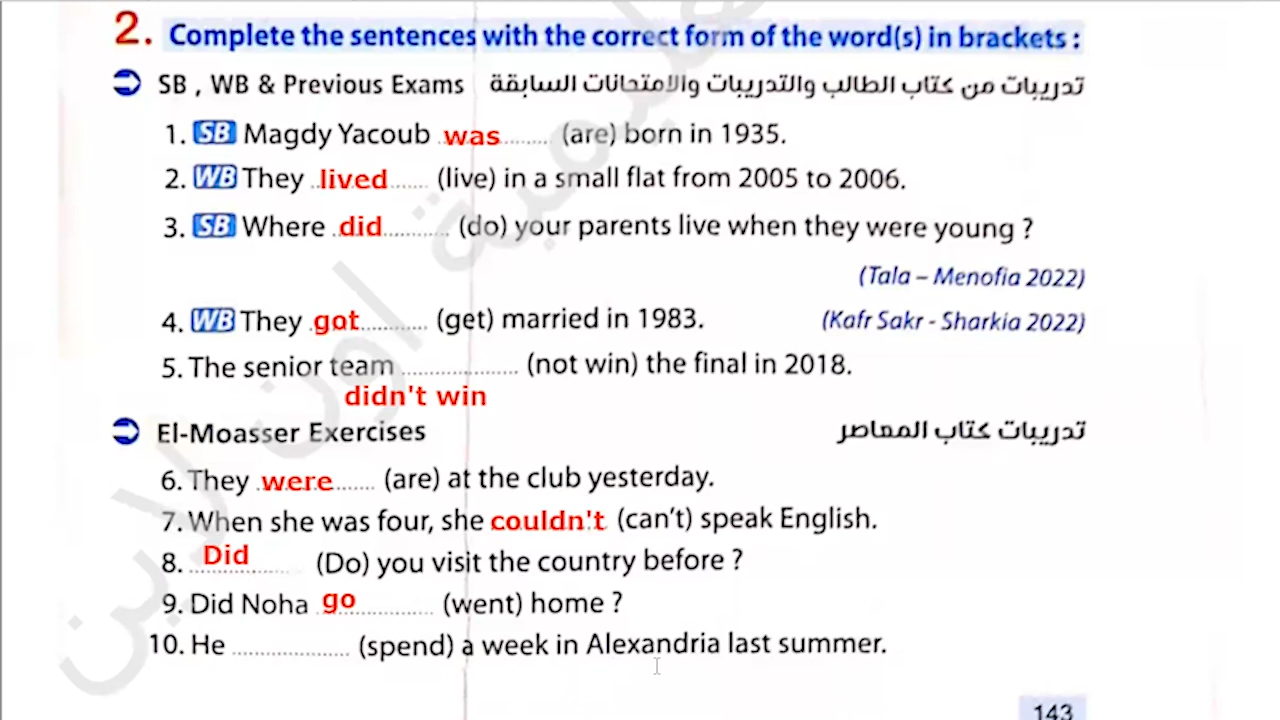 2. Complete the sentences with the correct form of the word(s) in brackets :
SB , WB & Previous Exams تدريبات من كتاب الطالب والتدريبات والامتحانات السابقة
1. SB Magdy Yacoub was (are) born in 1935.
2. WB They lived (live) in a small flat from 2005 to 2006.
3. SB Where did (do) your parents live when they were young ?
(Tala – Menofia 2022)
4. WB They got (get) married in 1983. (Kafr Sakr - Sharkia 2022)
5. The senior team .................... (not win) the final in 2018.
didn't win
El-Moasser Exercises تدريبات كتاب المعاصر
6. They were (are) at the club yesterday.
7. When she was four, she couldn't (can't) speak English.
8. Did (Do) you visit the country before ?
9. Did Noha go (went) home ?
10. He .................... (spend) a week in Alexandria last summer.
143